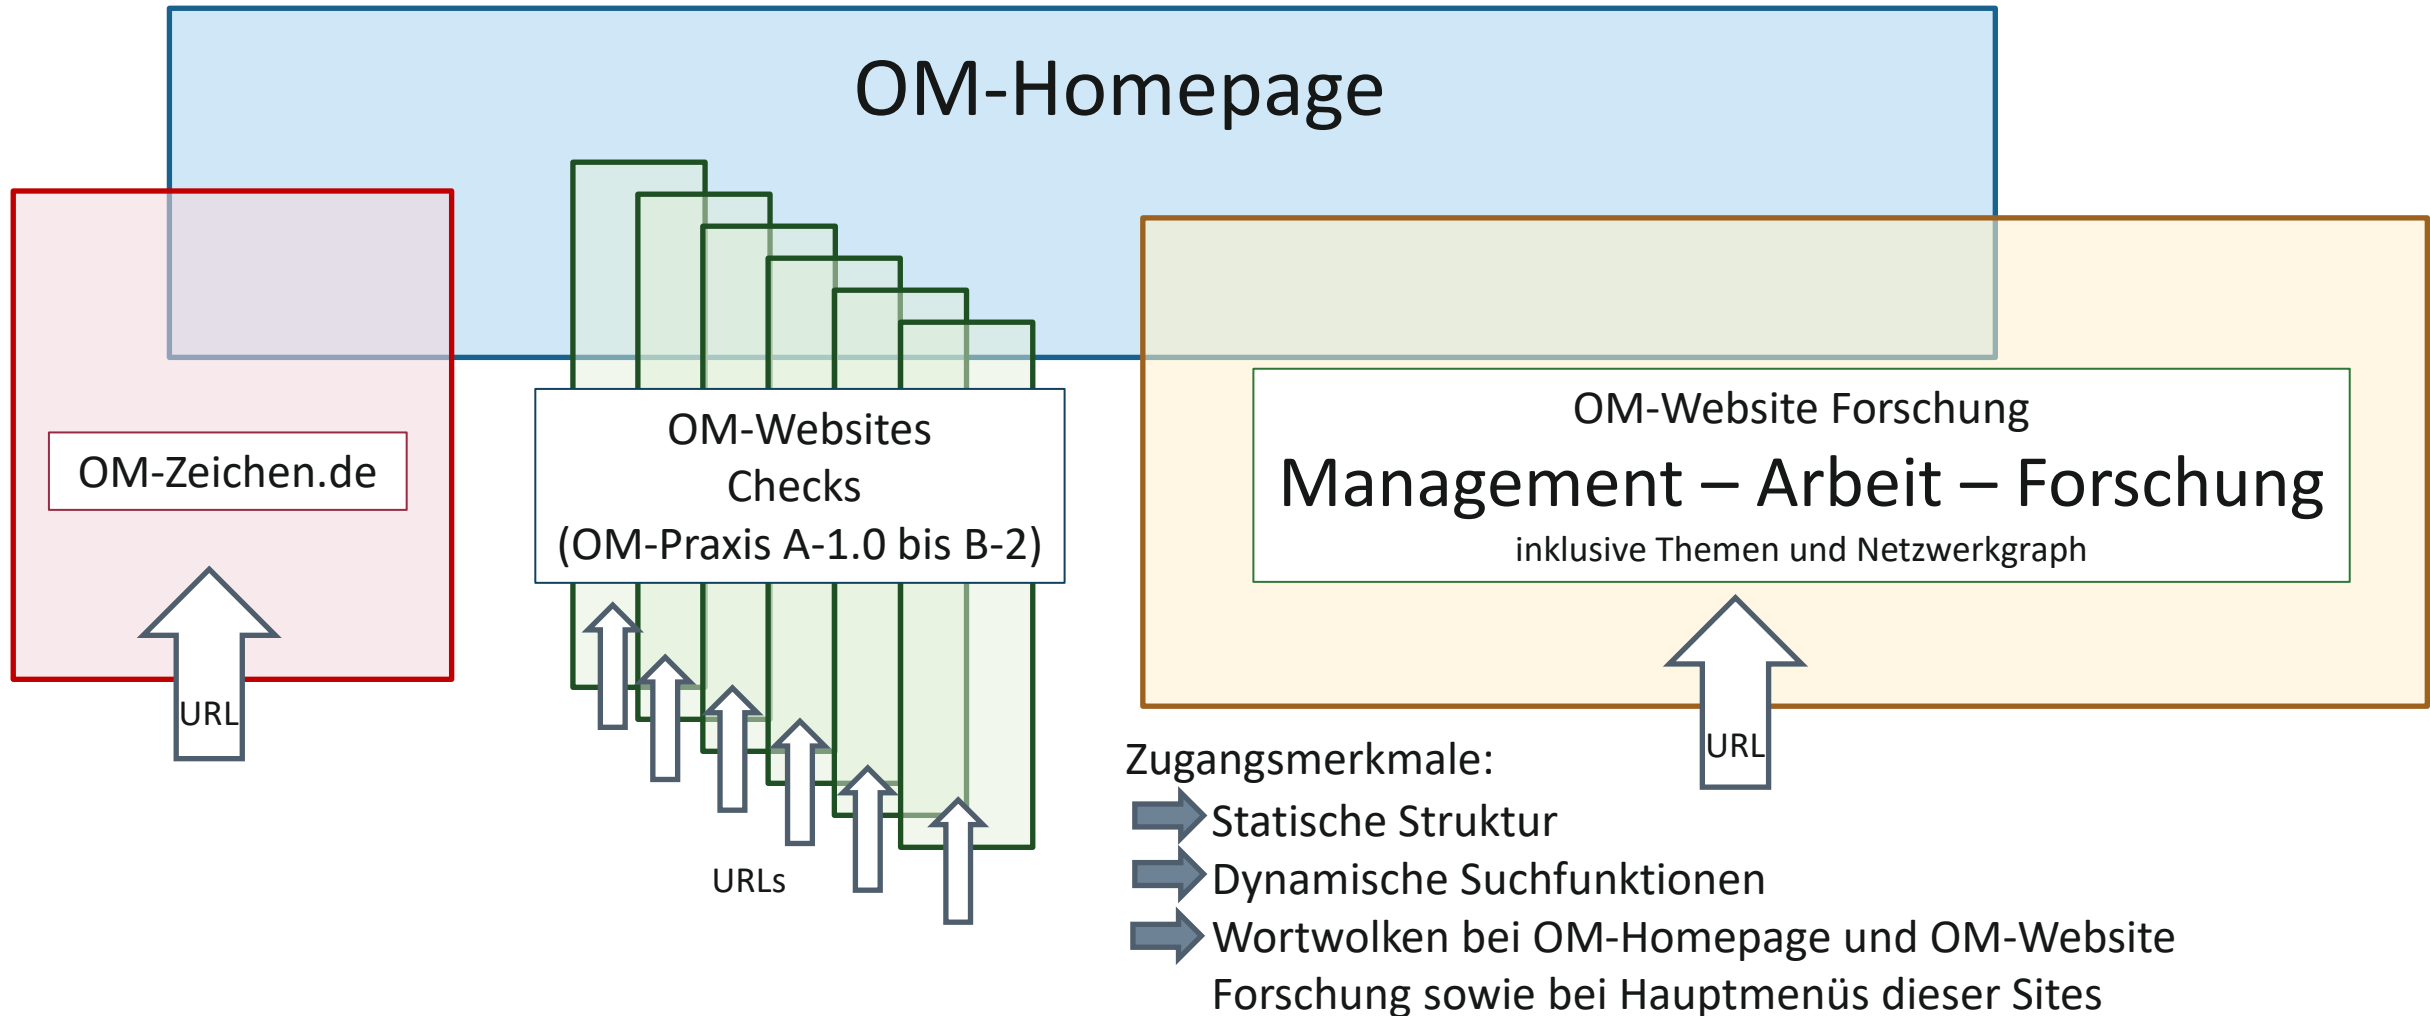 OM-Homepage
OM-Zeichen.de
URL
OM-Websites
Checks
(OM-Praxis A-1.0 bis B-2)
URLs
OM-Website Forschung
Management – Arbeit – Forschung
inklusive Themen und Netzwerkgraph
URL
Zugangsmerkmale:
Statische Struktur
Dynamische Suchfunktionen
Wortwolken bei OM-Homepage und OM-Website
Forschung sowie bei Hauptmenüs dieser Sites